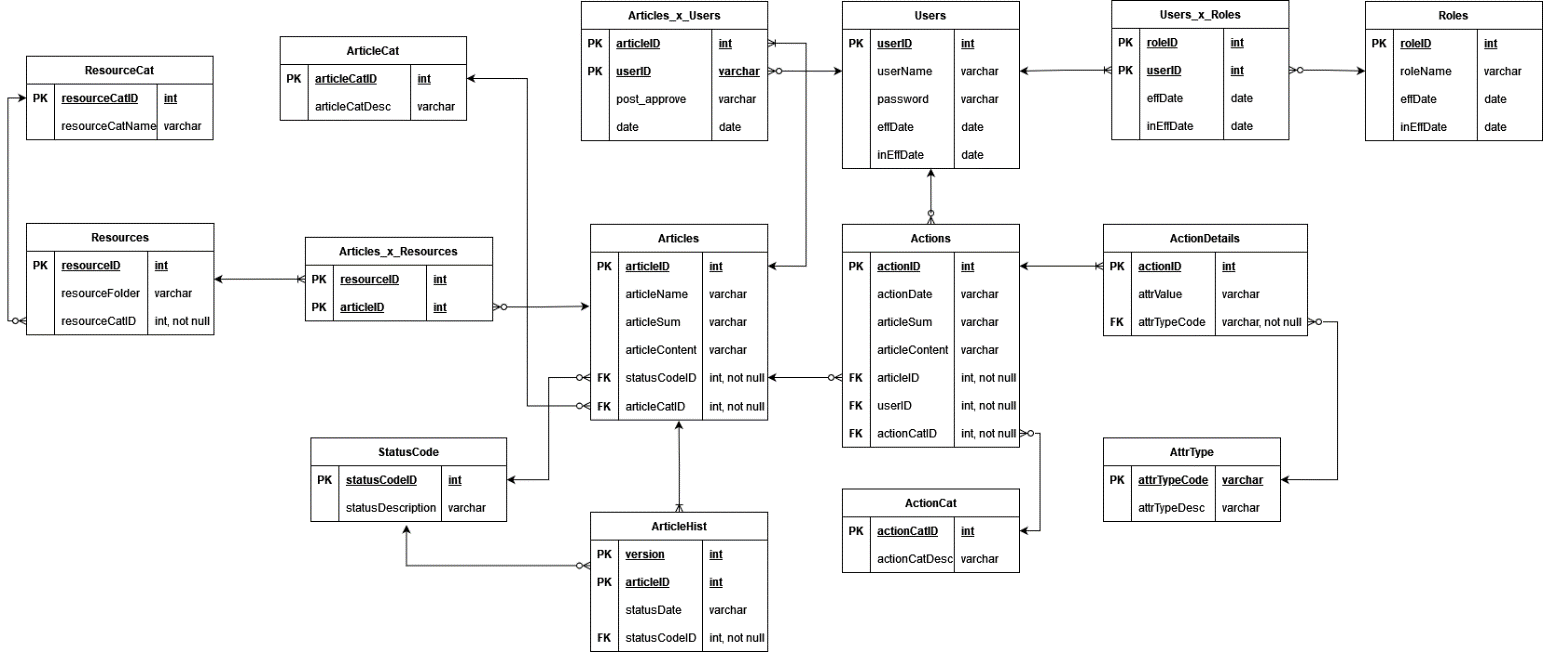 Articles_x_Users
PK articleID int
PK userID varchar
post_approve varchar
date date
Users
PK userID int
userName varchar
password varchar
effDate date
inEffDate date
Users_x_Roles
PK roleID int
PK userID int
effDate date
inEffDate date
Roles
PK roleID int
roleName varchar
effDate date
inEffDate date
ArticleCat
PK articleCatID int
articleCatDesc varchar
ResourceCat
PK resourceCatID int
resourceCatName varchar
Resources
PK resourceID int
resourceFolder varchar
resourceCatID int, not null
Articles_x_Resources
PK resourceID int
PK articleID int
Articles
PK articleID int
articleName varchar
articleSum varchar
articleContent varchar
FK statusCodeID int, not null
FK articleCatID int, not null
Actions
PK actionID int
actionDate varchar
articleSum varchar
articleContent varchar
FK articleID int, not null
FK userID int, not null
FK actionCatID int, not null
ActionDetails
PK actionID int
attrValue varchar
FK attrTypeCode varchar, not null
StatusCode
PK statusCodeID int
statusDescription varchar
AttrType
PK attrTypeCode varchar
attrTypeDesc varchar
ActionCat
PK actionCatID int
actionCatDesc varchar
ArticleHist
PK version int
PK articleID int
statusDate varchar
FK statusCodeID int, not null